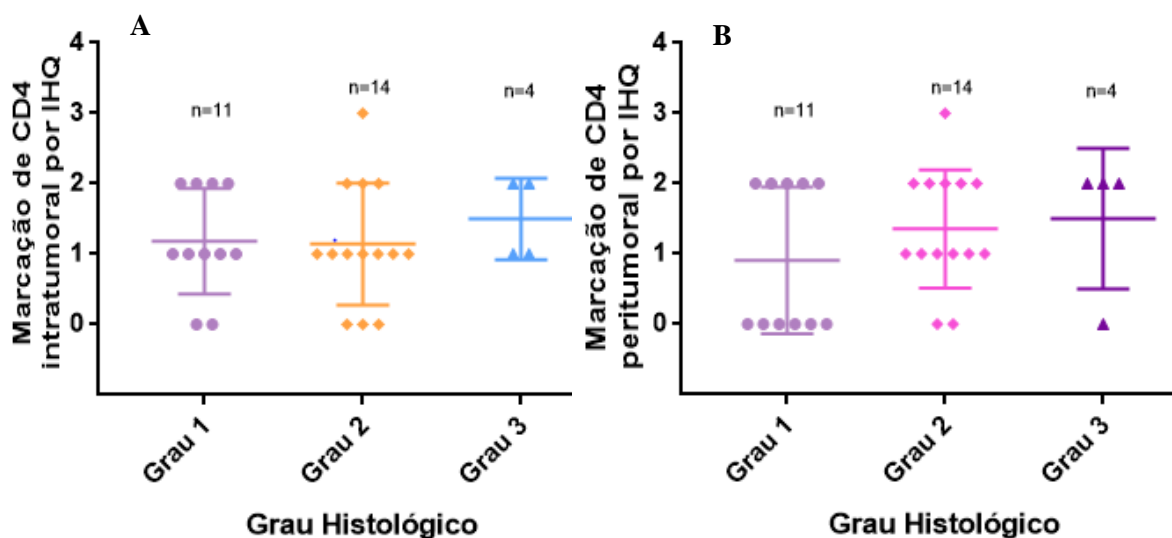 A
Marcação de CD4
intratumoral por IHQ
4
3
2
1
0
n=11
n=14
n=4
Grau 1
Grau 2
Grau 3
Grau Histológico
B
Marcação de CD4
peritumoral por IHQ
4
3
2
1
0
n=11
n=14
n=4
Grau 1
Grau 2
Grau 3
Grau Histológico